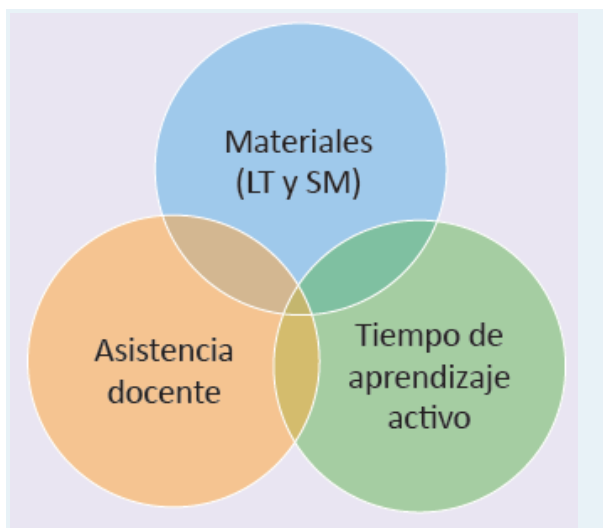 Materiales
(LT y SM)
Asistencia
docente
Tiempo de
aprendizaje
activo